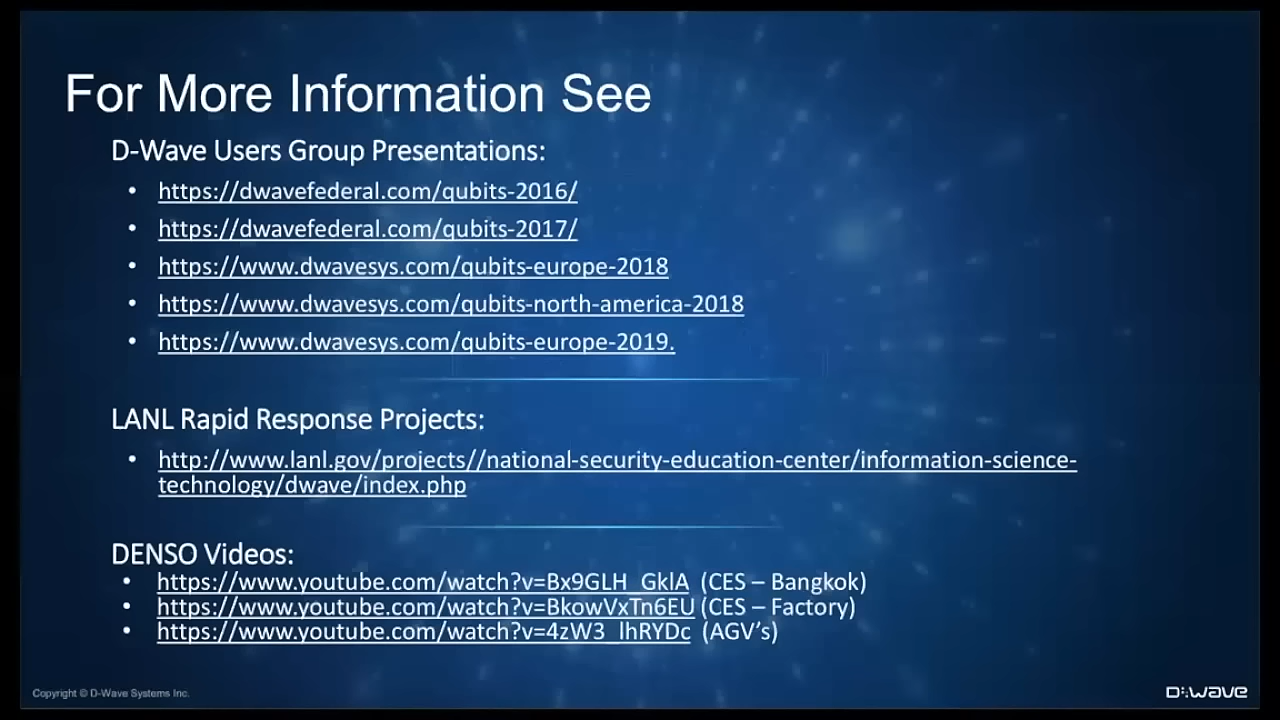 For More Information See
D-Wave Users Group Presentations:
• https://dwavefederal.com/qubits-2016/
• https://dwavefederal.com/qubits-2017/
• https://www.dwavesys.com/qubits-europe-2018
• https://www.dwavesys.com/qubits-north-america-2018
• https://www.dwavesys.com/qubits-europe-2019.
LANL Rapid Response Projects:
• http://www.lanl.gov/projects//national-security-education-center/information-science-
technology/dwave/index.php
DENSO Videos:
• https://www.youtube.com/watch?v=Bx9GLH_GklA (CES – Bangkok)
• https://www.youtube.com/watch?v=BkowVxTn6EU (CES – Factory)
• https://www.youtube.com/watch?v=4zW3_lhRYDc (AGV’s)
Copyright © D-Wave Systems Inc.
D:wave